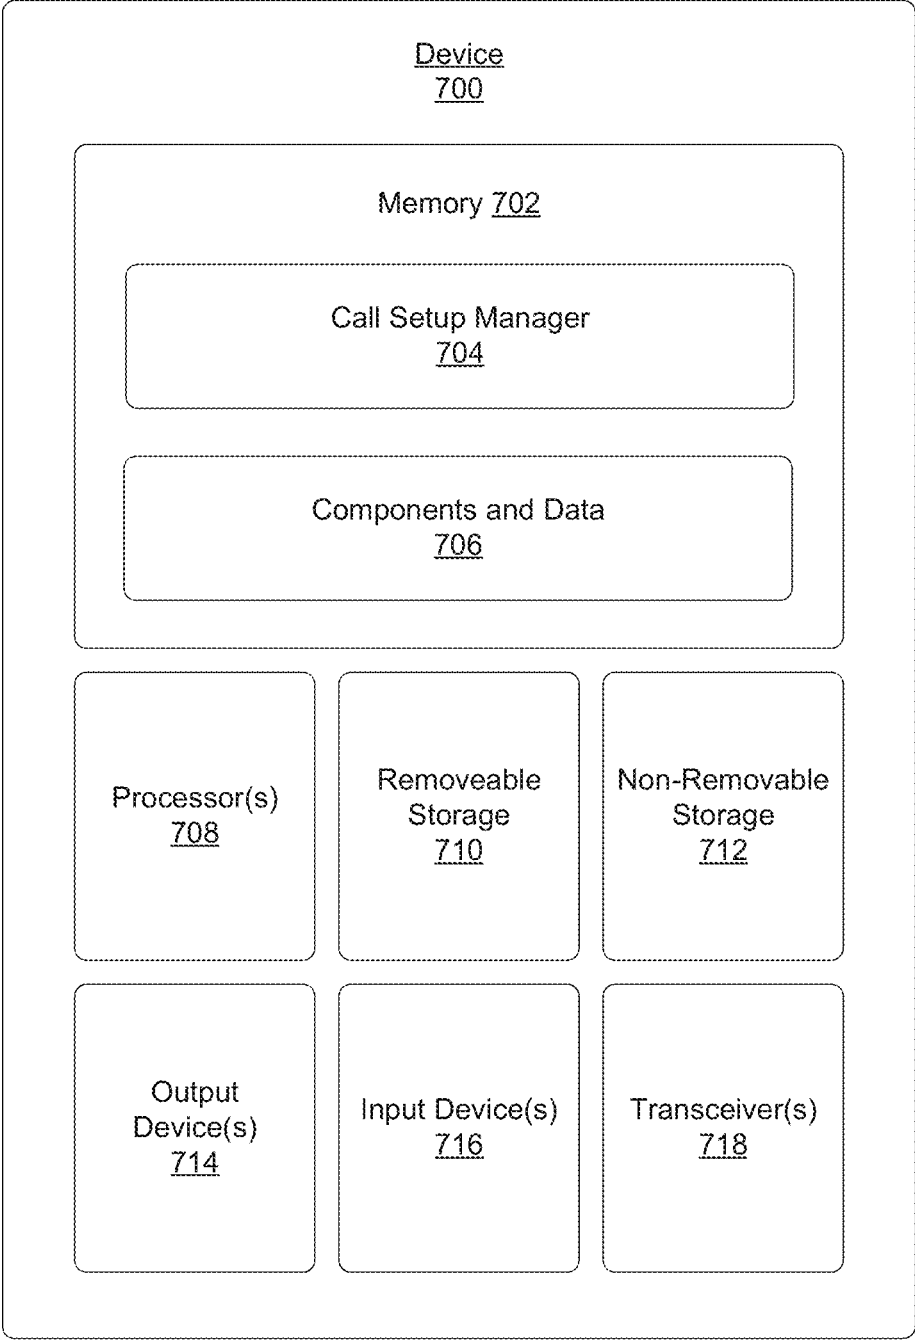 Device
700
Memory 702
Call Setup Manager
704
Components and Data
706
Processor(s)
708
Removeable
Storage
710
Non-Removable
Storage
712
Output
Device(s)
714
Input Device(s)
716
Transceiver(s)
718